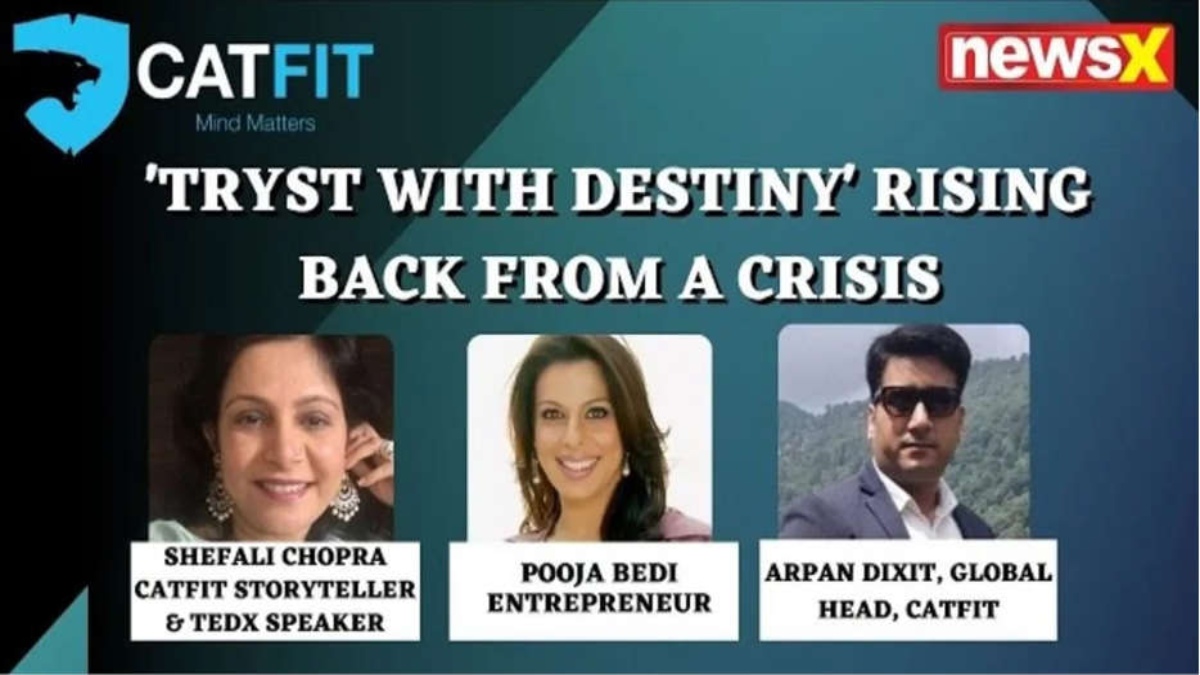 CATFIT
Mind Matters
newsX
'TRYST WITH DESTINY' RISING
BACK FROM A CRISIS
SHEFALI CHOPRA
CATFIT STORYTELLER
& TEDX SPEAKER
POOJA BEDI
ENTREPRENEUR
ARPAN DIXIT, GLOBAL
HEAD, CATFIT